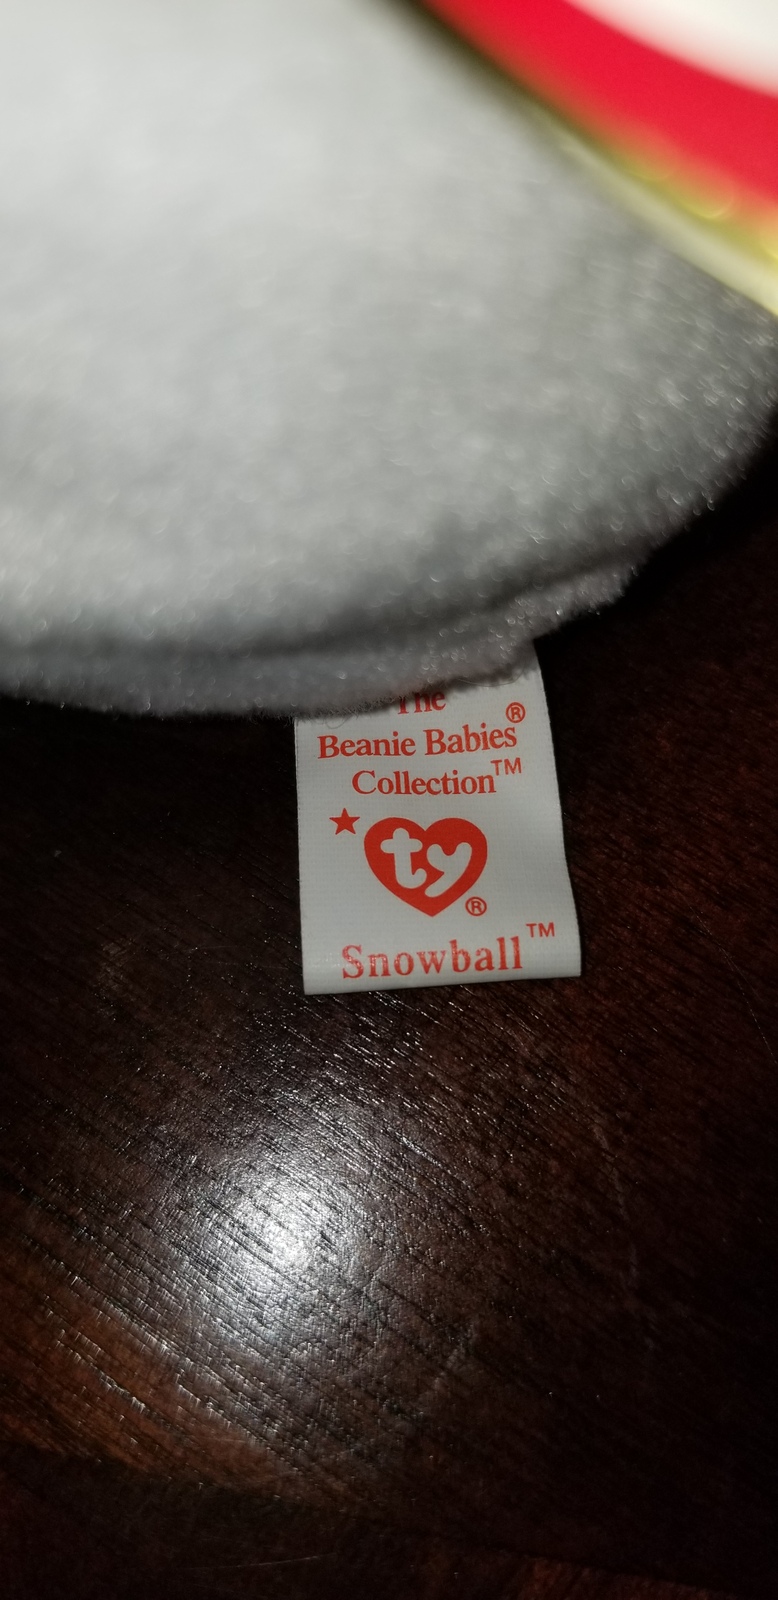 The
Beanie Babies®
Collection™
★ ty®
Snowball™